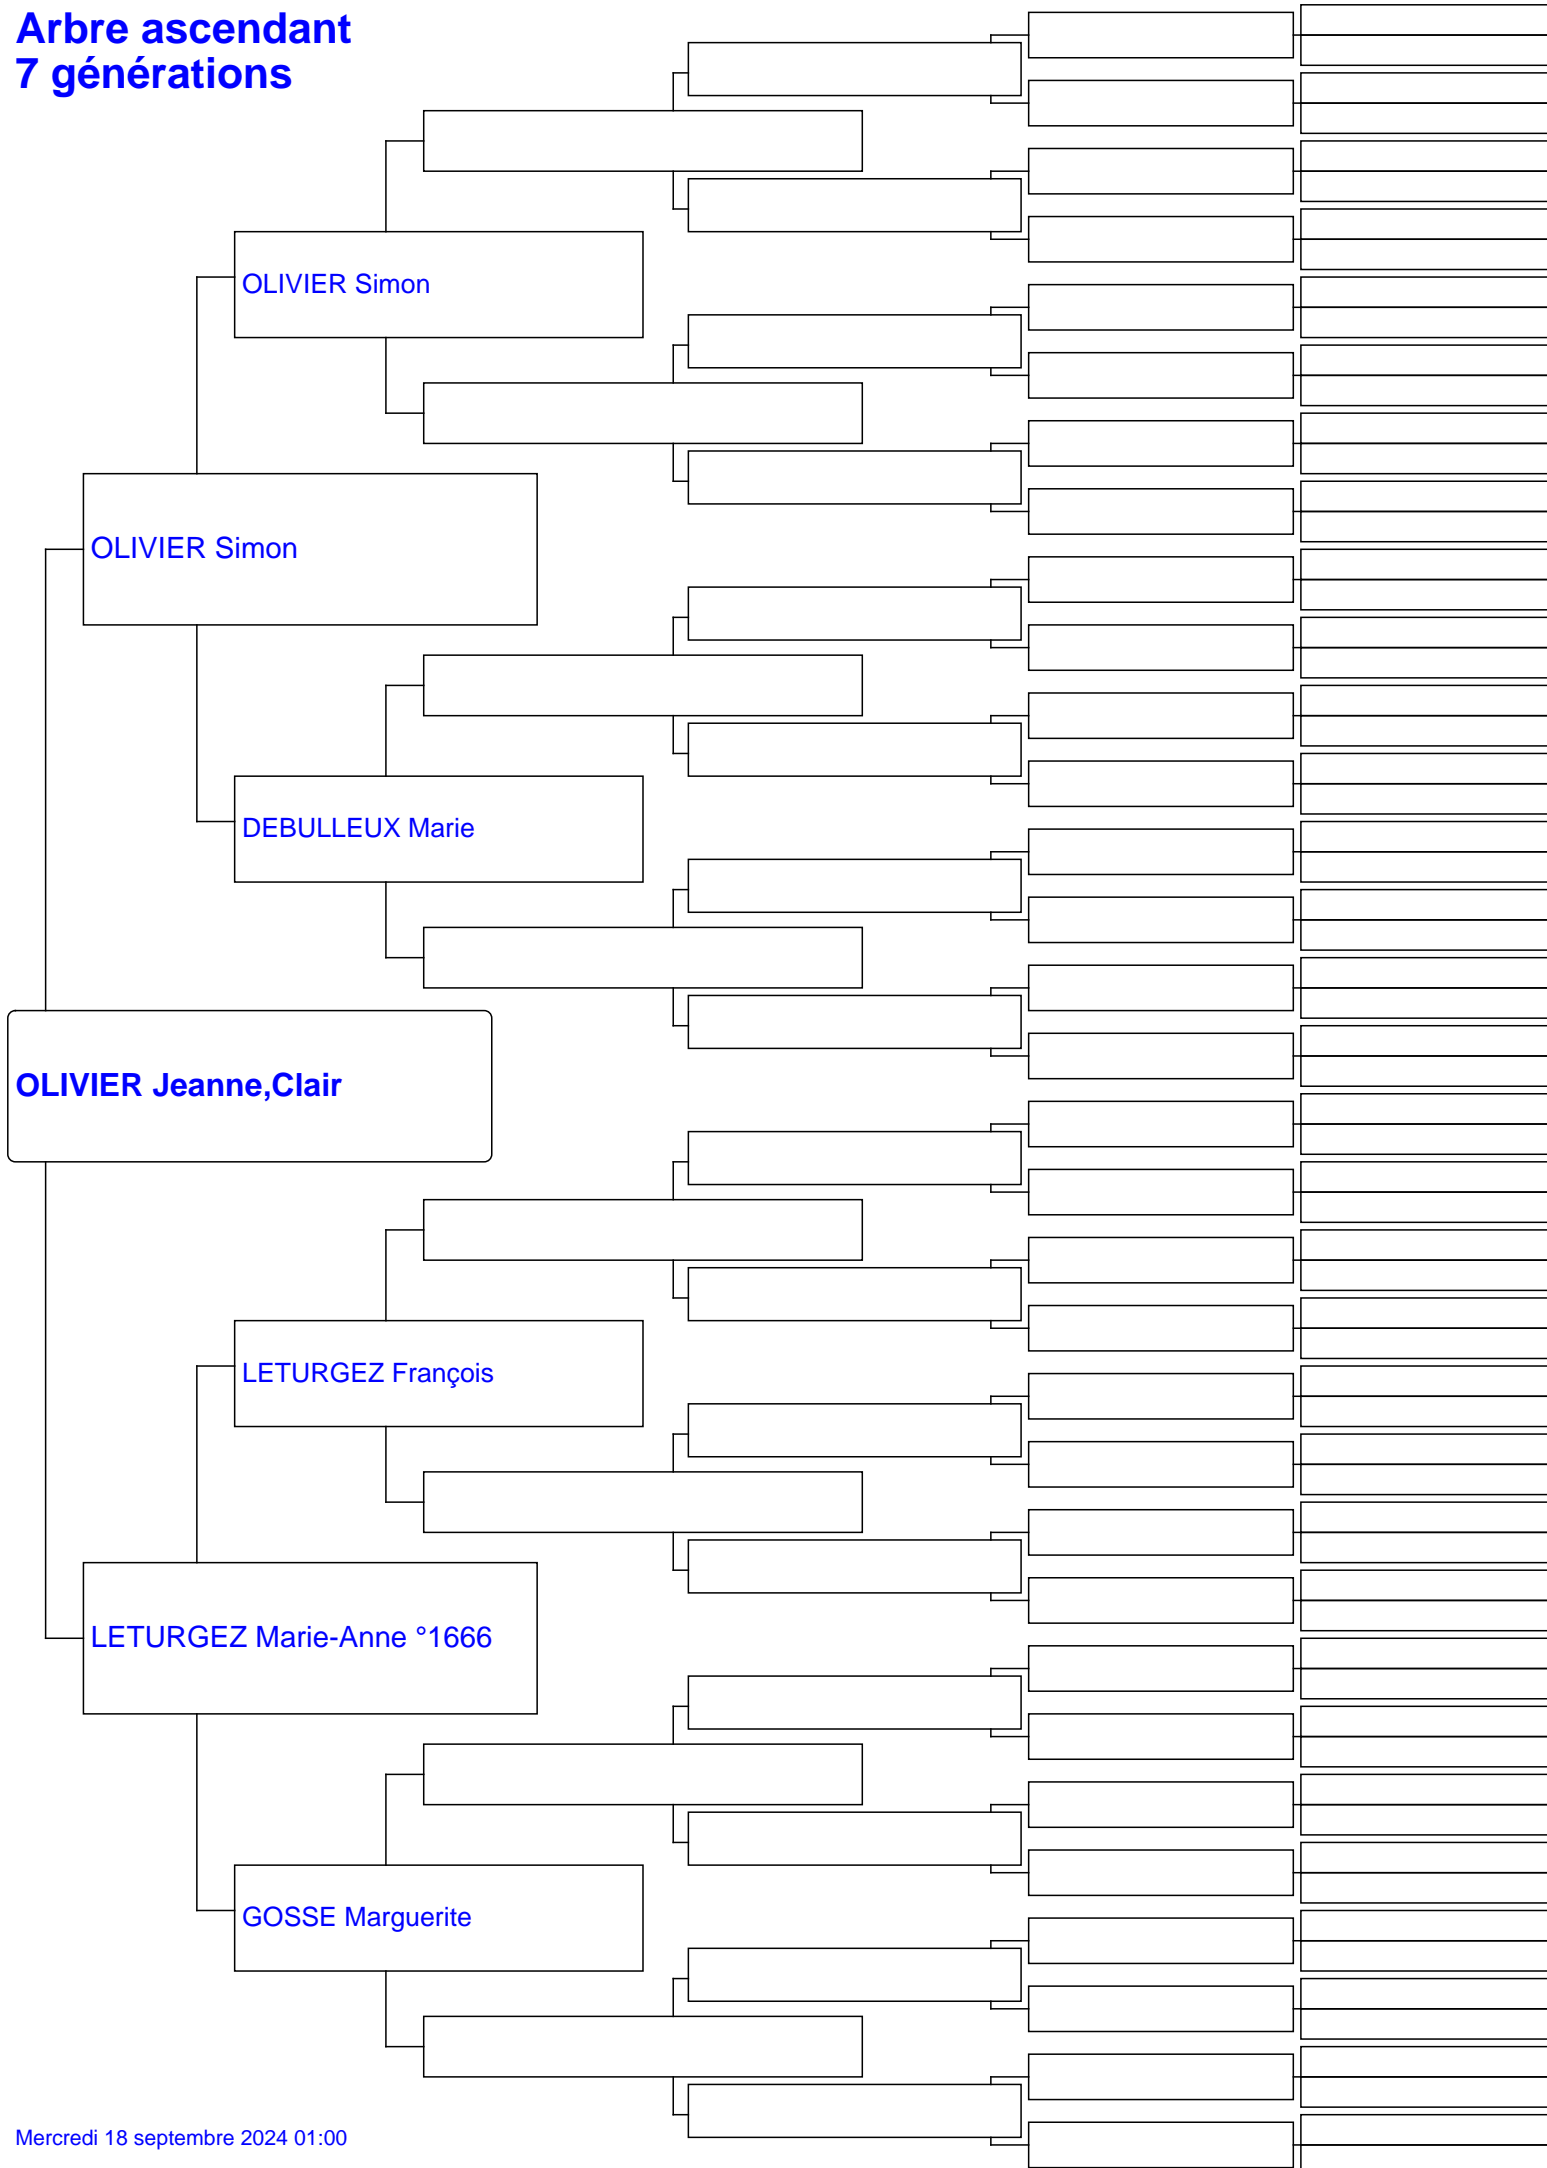 Arbre ascendant
7 générations
OLIVIER Simon
OLIVIER Simon
DEBULLEUX Marie
OLIVIER Jeanne,Clair
LETURGEZ François
LETURGEZ Marie-Anne °1666
GOSSE Marguerite
Mercredi 18 septembre 2024 01:00